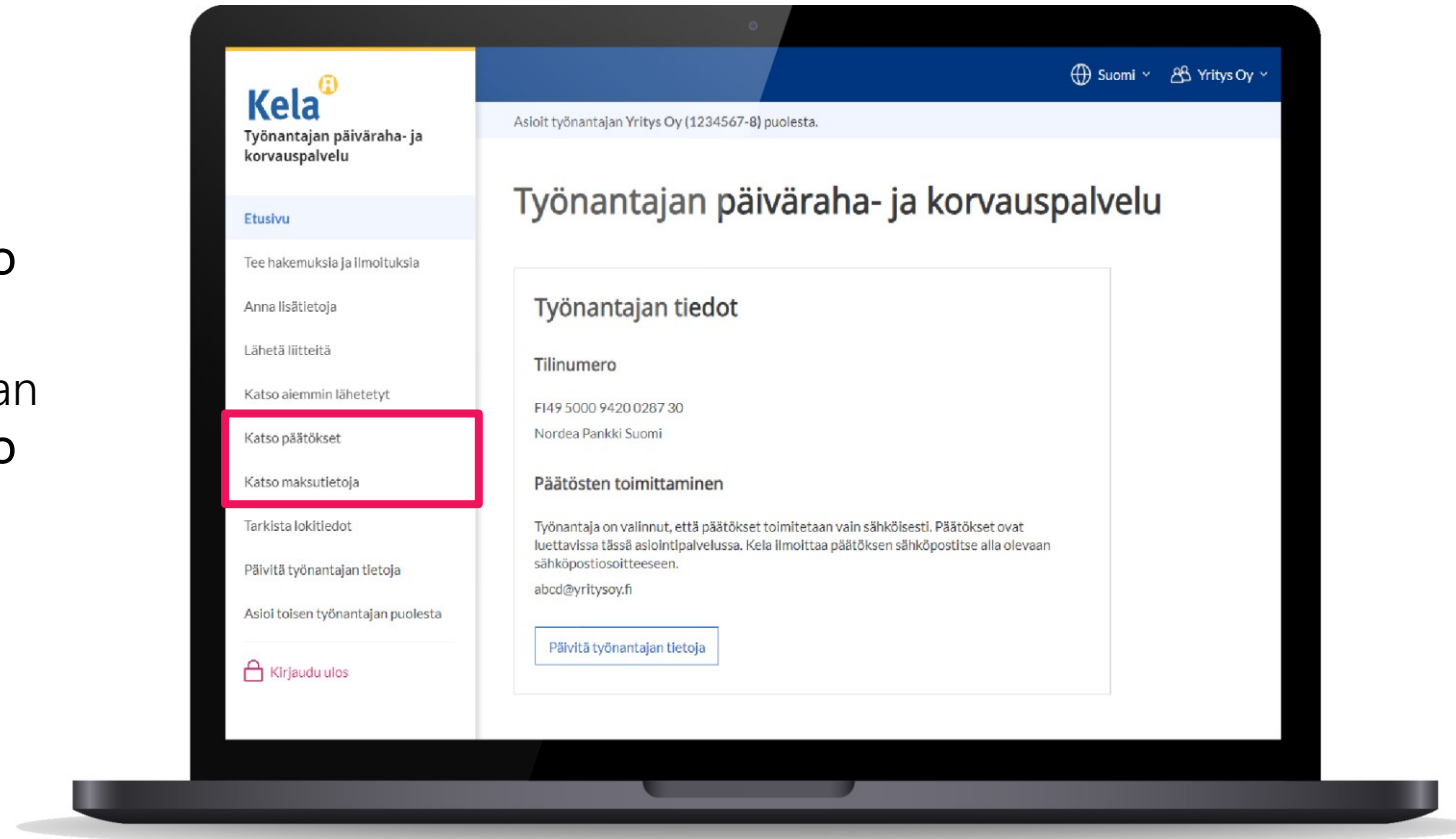 o
an
o
Kela
Työnantajan päiväraha- ja
korvauspalvelu
Etusivu
Tee hakemuksia ja ilmoituksia
Anna lisätietoja
Lähetä liitteitä
Katso aiemmin lähetetyt
Katso päätökset
Katso maksutietoja
Tarkista lokitiedot
Päivitä työnantajan tietoja
Asioi toisen työnantajan puolesta
Kirjaudu ulos
Suomi
Yritys Oy
Asioit työnantajan Yritys Oy (1234567-8) puolesta.
Työnantajan päiväraha- ja korvauspalvelu
Työnantajan tiedot
Tilinumero
FI49 5000 9420 0287 30
Nordea Pankki Suomi
Päätösten toimittaminen
Työnantaja on valinnut, että päätökset toimitetaan vain sähköisesti. Päätökset ovat
luettavissa tässä asiointipalvelussa. Kela ilmoittaa päätöksen sähköpostitse alla olevaan
sähköpostiosoitteeseen.
abcd@yritysoy.fi
Päivitä työnantajan tietoja